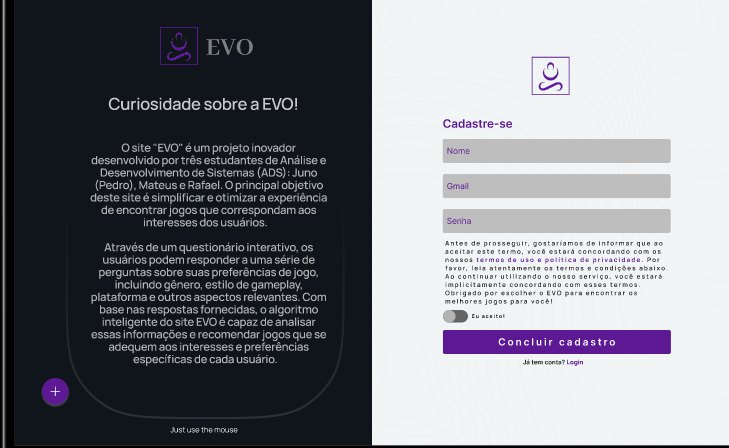 EVO
Curiosidade sobre a EVO!
O site "EVO" é um projeto inovador
desenvolvido por três estudantes de Análise e
Desenvolvimento de Sistemas (ADS): Juno
(Pedro), Mateus e Rafael. O principal objetivo
deste site é simplificar e otimizar a experiência
de encontrar jogos que correspondam aos
interesses dos usuários.
Através de um questionário interativo, os
usuários podem responder a uma série de
perguntas sobre suas preferências de jogo,
incluindo gênero, estilo de gameplay,
plataforma e outros aspectos relevantes. Com
base nas respostas fornecidas, o algoritmo
inteligente do site EVO é capaz de analisar
essas informações e recomendar jogos que se
adequem aos interesses e preferências
específicas de cada usuário.
+
Just use the mouse
Cadastre-se
Nome
Gmail
Senha
Antes de prosseguir, gostaríamos de informar que ao
aceitar este termo, você estará concordando com os
nossos termos de uso e política de privacidade. Por
favor, leia atentamente os termos e condições abaixo.
Ao continuar utilizando o nosso serviço, você estará
implicitamente concordando com esses termos.
Obrigado por escolher o EVO para encontrar os
melhores jogos para você!
Eu aceito!
Concluir cadastro
Já tem conta? Login